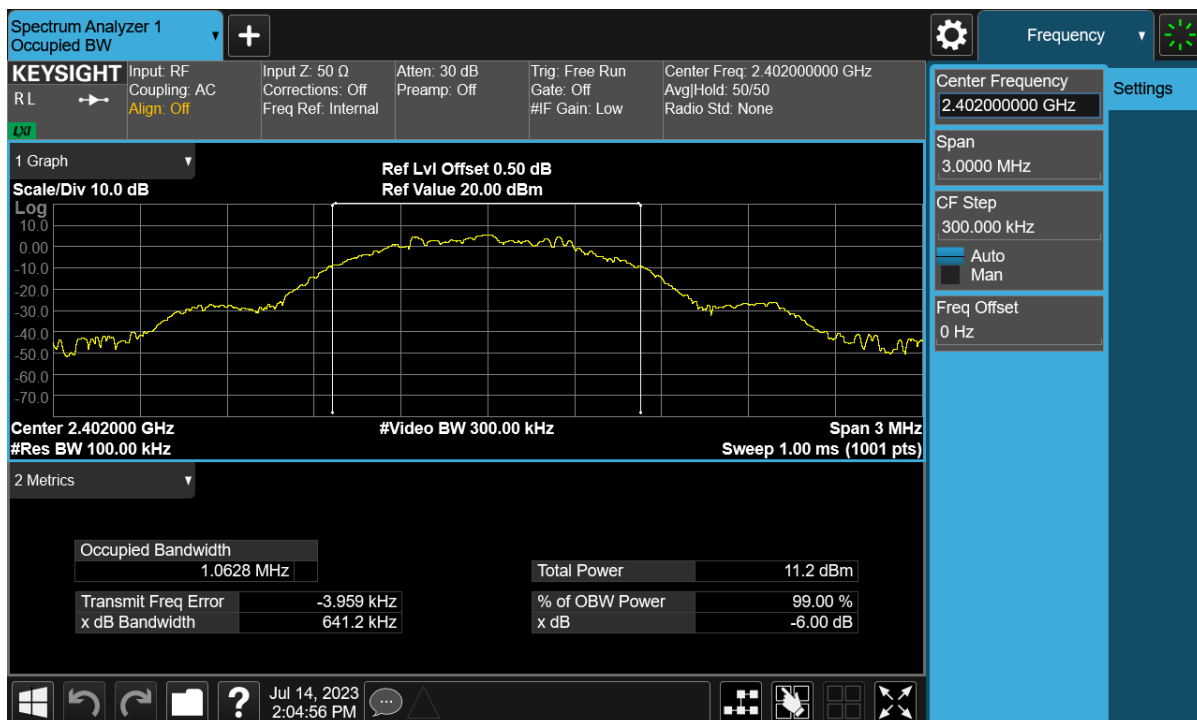 Spectrum Analyzer 1
Occupied BW
Frequency
KEYSIGHT
R L
LXI
Input: RF
Coupling: AC
Align: Off
Input Z: 50 Ω
Corrections: Off
Freq Ref: Internal
Atten: 30 dB
Preamp: Off
Trig: Free Run
Gate: Off
#IF Gain: Low
Center Freq: 2.402000000 GHz
Avg|Hold: 50/50
Radio Std: None
1 Graph
Scale/Div 10.0 dB
Ref Lvl Offset 0.50 dB
Ref Value 20.00 dBm
Log
10.0
0.00
-10.0
-20.0
-30.0
-40.0
-50.0
-60.0
-70.0
Center 2.402000 GHz
#Video BW 300.00 kHz
Span 3 MHz
#Res BW 100.00 kHz
Sweep 1.00 ms (1001 pts)
2 Metrics
Occupied Bandwidth
1.0628 MHz
Total Power 11.2 dBm
Transmit Freq Error -3.959 kHz
% of OBW Power 99.00 %
x dB Bandwidth 641.2 kHz
x dB -6.00 dB
Center Frequency
2.402000000 GHz
Settings
Span
3.0000 MHz
CF Step
300.000 kHz
Auto
Man
Freq Offset
0 Hz
?
Jul 14, 2023
2:04:56 PM